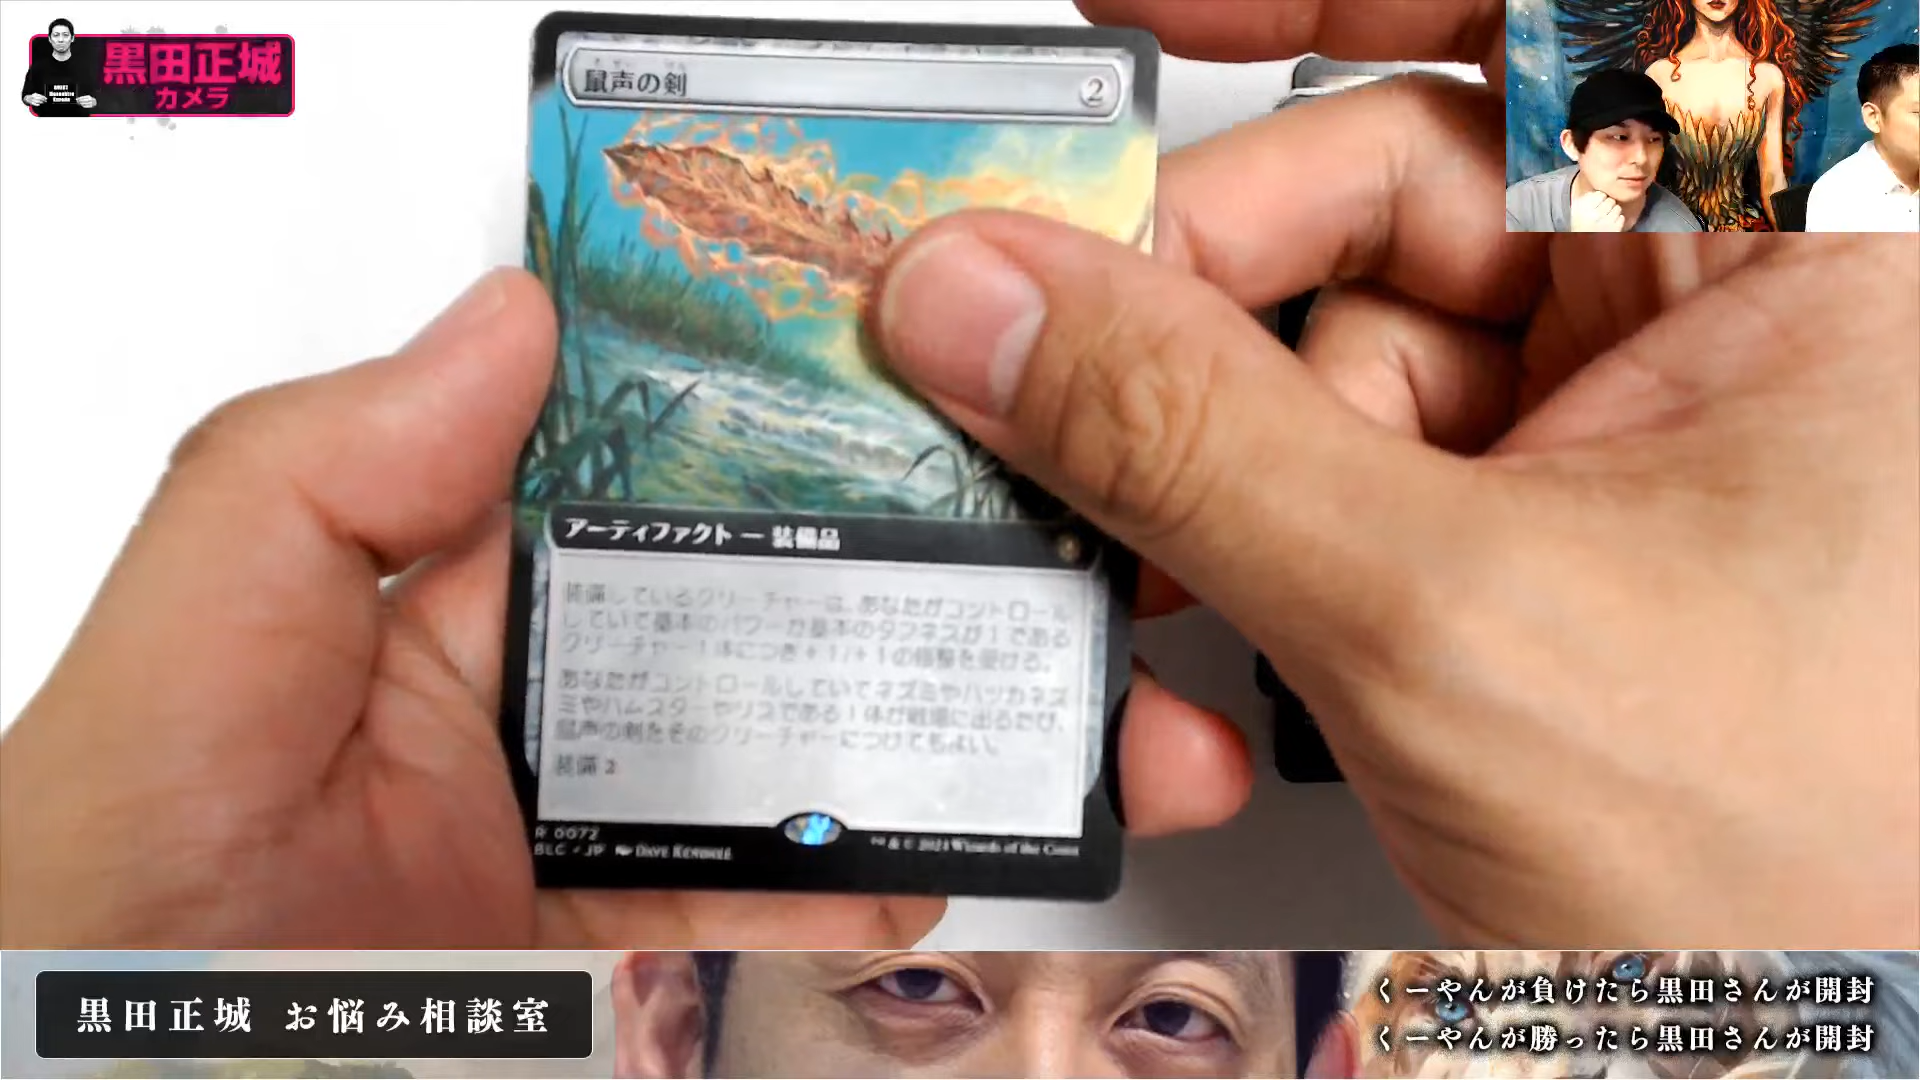 黒田正城
カメラ
鼠声の剣
2
アーティファクト ― 装備品
装備しているクリーチャーは、あなたがコントロール
していて基本のパワーか基本のタフネスが1である
クリーチャー1体につき+1/+1の修整を受ける。
あなたがコントロールしていてネズミやハツカネズ
ミやハムスターやリスである1体が戦場に出るたび、
鼠声の剣をそのクリーチャーにつけてもよい。
装備 2
R 0072
BLC • JP DAVE KENDALL
™ & © 2024 Wizards of the Coast
黒田正城 お悩み相談室
くーやんが負けたら黒田さんが開封
くーやんが勝ったら黒田さんが開封